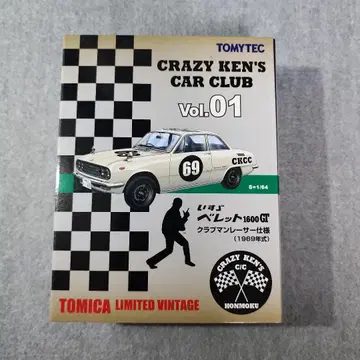 TOMYTEC
CRAZY KEN'S
CAR CLUB
Vol.01
69
CKCC
S=1/64
いすゞ
ベレット1600GT
クラブマンレーサー仕様
(1969年式)
CRAZY KEN'S
C/C
HONMOKU
TOMICA LIMITED VINTAGE